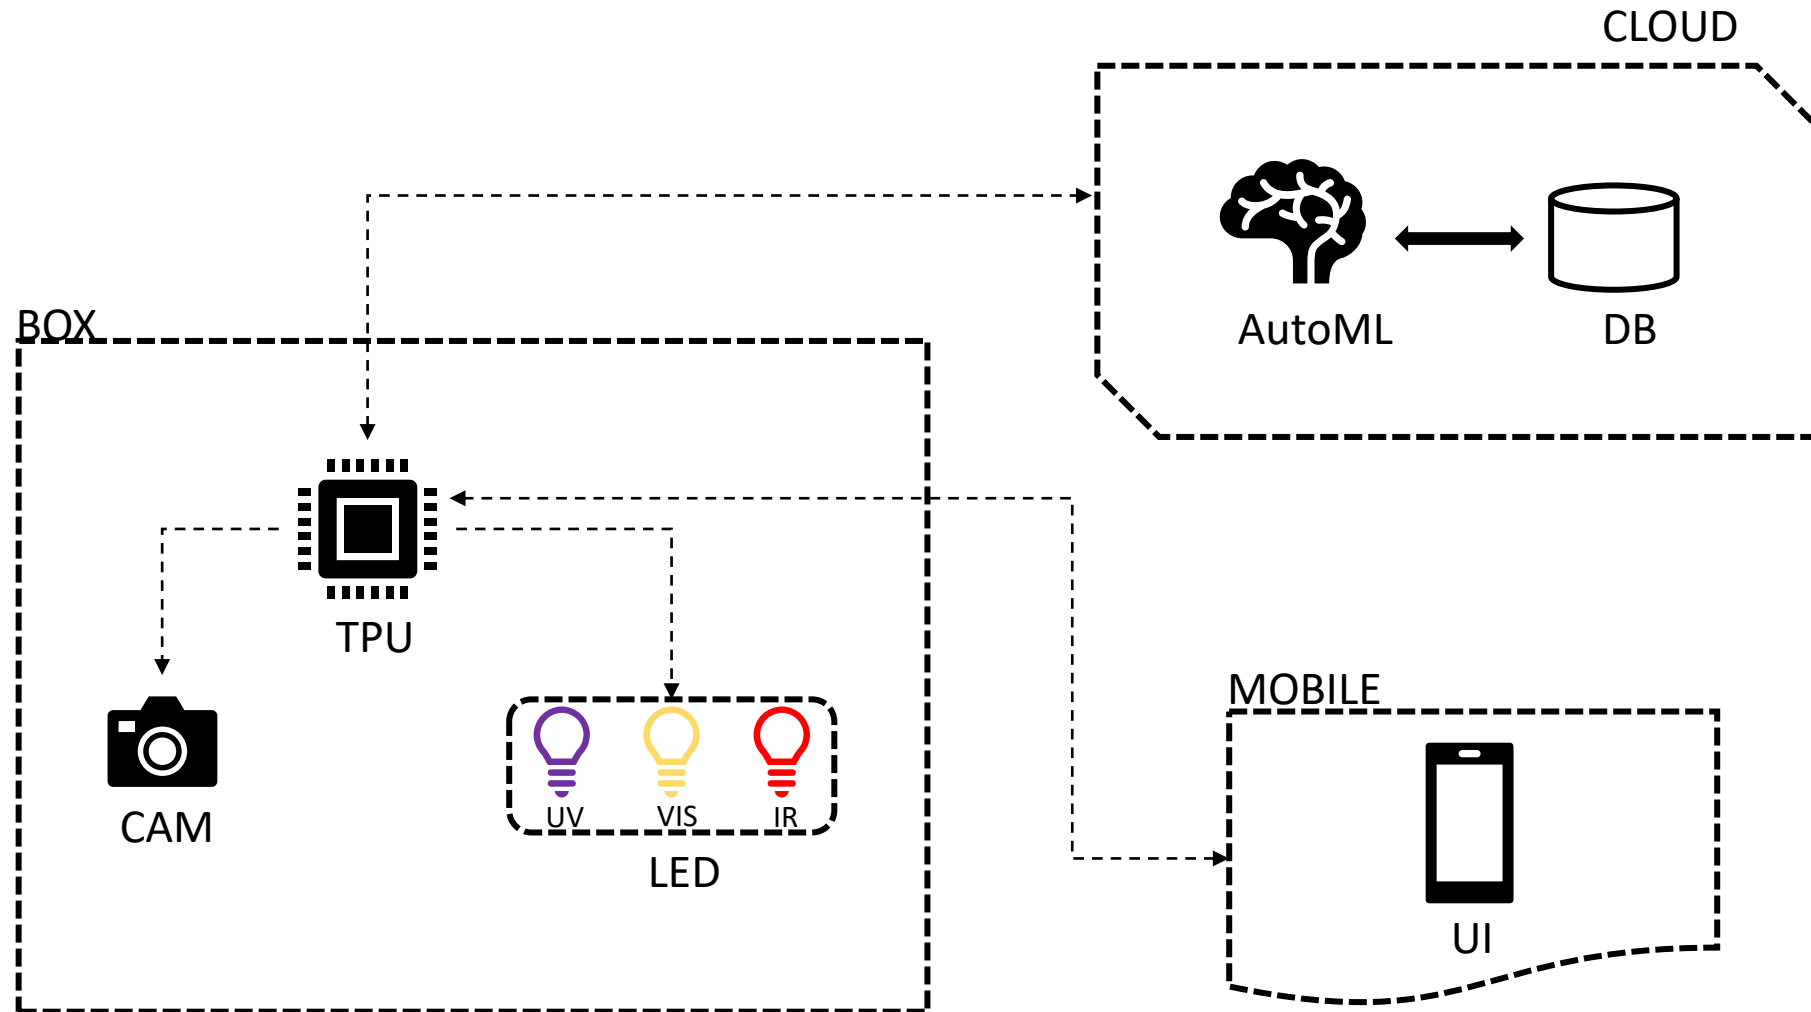 CLOUD
AutoML
DB
BOX
TPU
CAM
UV
VIS
IR
LED
MOBILE
UI